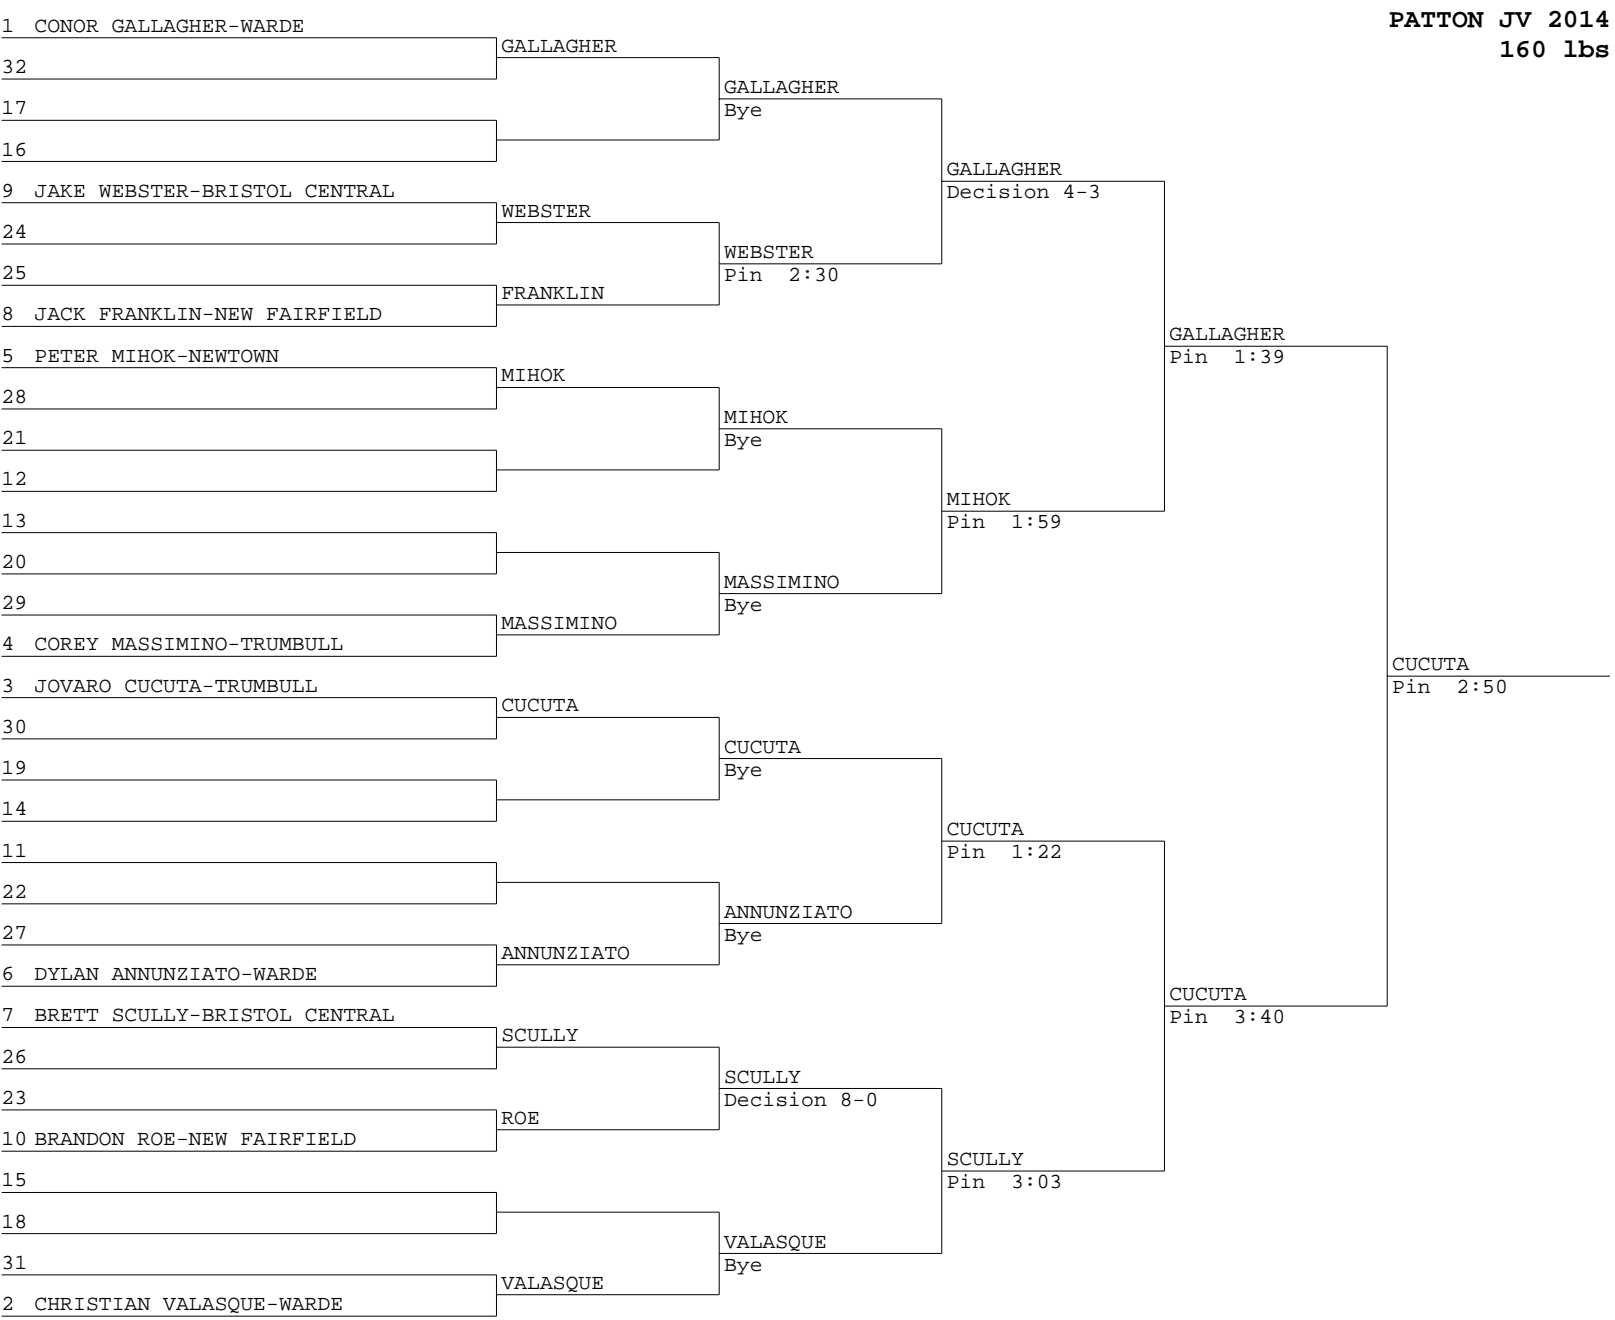 PATTON JV 2014
160 lbs
1 CONOR GALLAGHER-WARDE
32
17
16
9 JAKE WEBSTER-BRISTOL CENTRAL
24
25
8 JACK FRANKLIN-NEW FAIRFIELD
5 PETER MIHOK-NEWTOWN
28
21
12
13
20
29
4 COREY MASSIMINO-TRUMBULL
3 JOVARO CUCUTA-TRUMBULL
30
19
14
11
22
27
6 DYLAN ANNUNZIATO-WARDE
7 BRETT SCULLY-BRISTOL CENTRAL
26
23
10 BRANDON ROE-NEW FAIRFIELD
15
18
31
2 CHRISTIAN VALASQUE-WARDE
GALLAGHER
WEBSTER
FRANKLIN
MIHOK
MASSIMINO
CUCUTA
ANNUNZIATO
SCULLY
ROE
VALASQUE
GALLAGHER
Bye
WEBSTER
Pin 2:30
MIHOK
Bye
MASSIMINO
Bye
CUCUTA
Bye
ANNUNZIATO
Bye
SCULLY
Decision 8-0
VALASQUE
Bye
GALLAGHER
Decision 4-3
MIHOK
Pin 1:59
CUCUTA
Pin 1:22
SCULLY
Pin 3:03
GALLAGHER
Pin 1:39
CUCUTA
Pin 3:40
CUCUTA
Pin 2:50